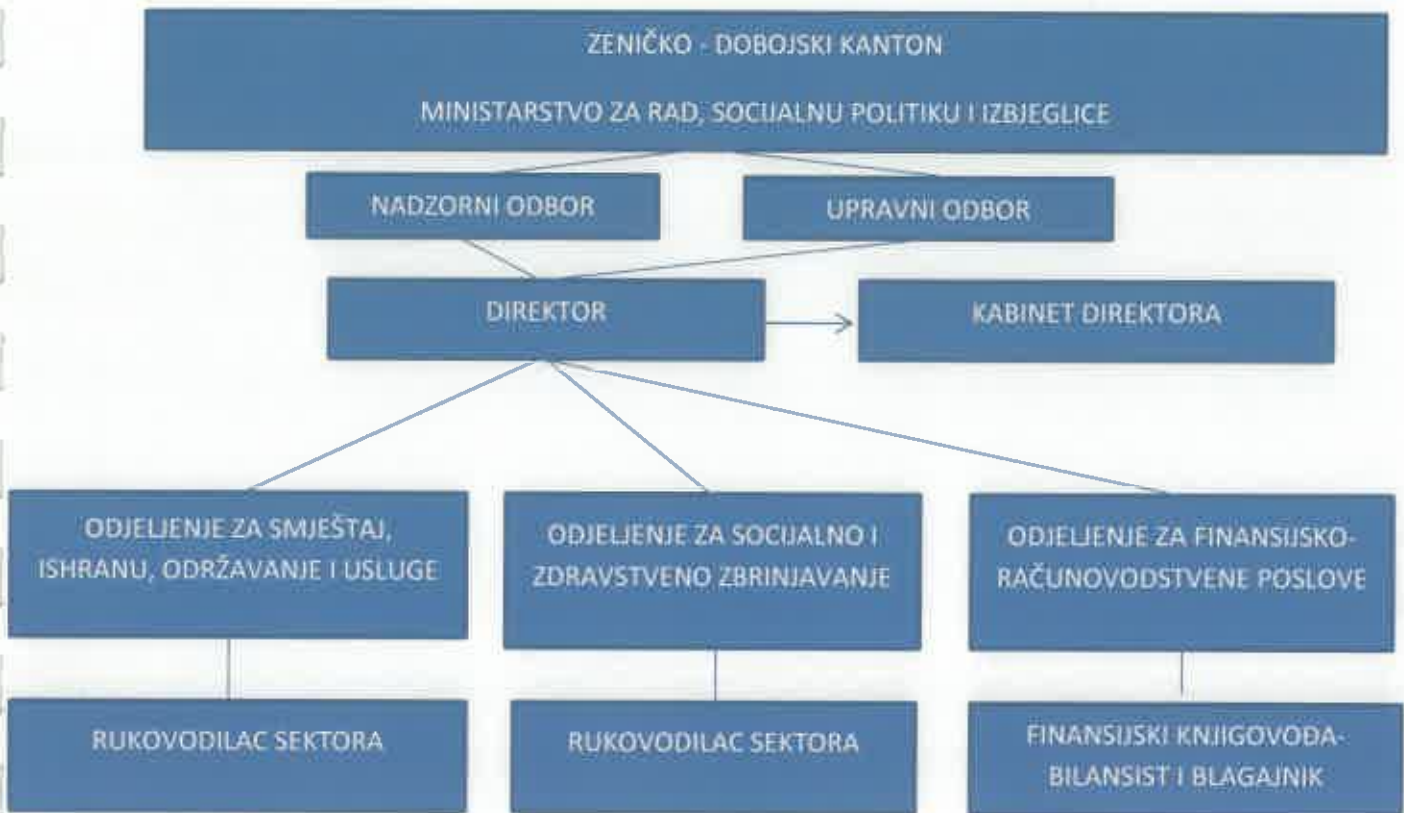 ZENIČKO - DOBOJSKI KANTON
MINISTARSTVO ZA RAD, SOCIJALNU POLITIKU I IZBJEGLICE
NADZORNI ODBOR
UPRAVNI ODBOR
DIREKTOR
KABINET DIREKTORA
ODJELJENJE ZA SMJEŠTAJ,
ISHRANU, ODRŽAVANJE I USLUGE
ODJELJENJE ZA SOCIJALNO I
ZDRAVSTVENO ZBRINJAVANJE
ODJELJENJE ZA FINANSIJSKO-
RAČUNOVODSTVENE POSLOVE
RUKOVODILAC SEKTORA
RUKOVODILAC SEKTORA
FINANSIJSKI KNJIGOVOĐA-
BILANSIST I BLAGAJNIK